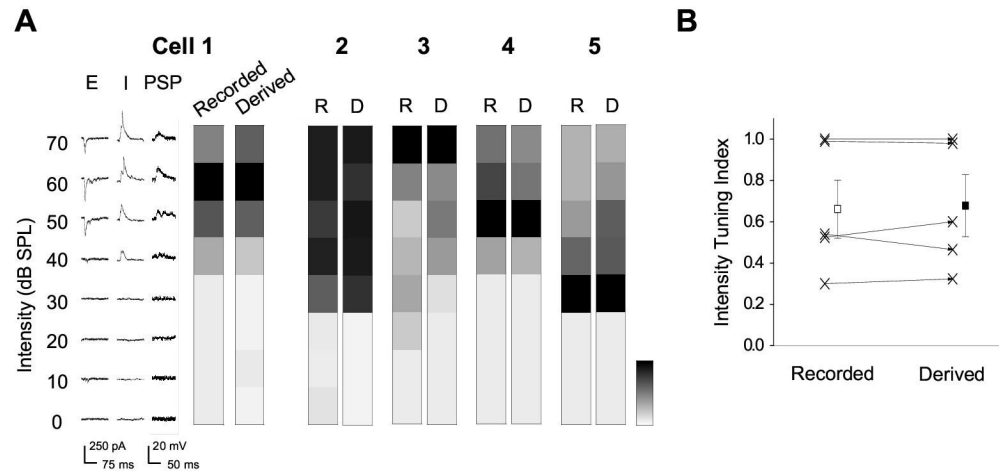 A
B
Cell 1
2
3
4
5
E I PSP
Recorded
Derived
R D
R D
R D
R D
Intensity (dB SPL)
70
60
50
40
30
20
10
0
250 pA
75 ms
20 mV
50 ms
Intensity Tuning Index
1.0
0.8
0.6
0.4
0.2
0.0
Recorded
Derived